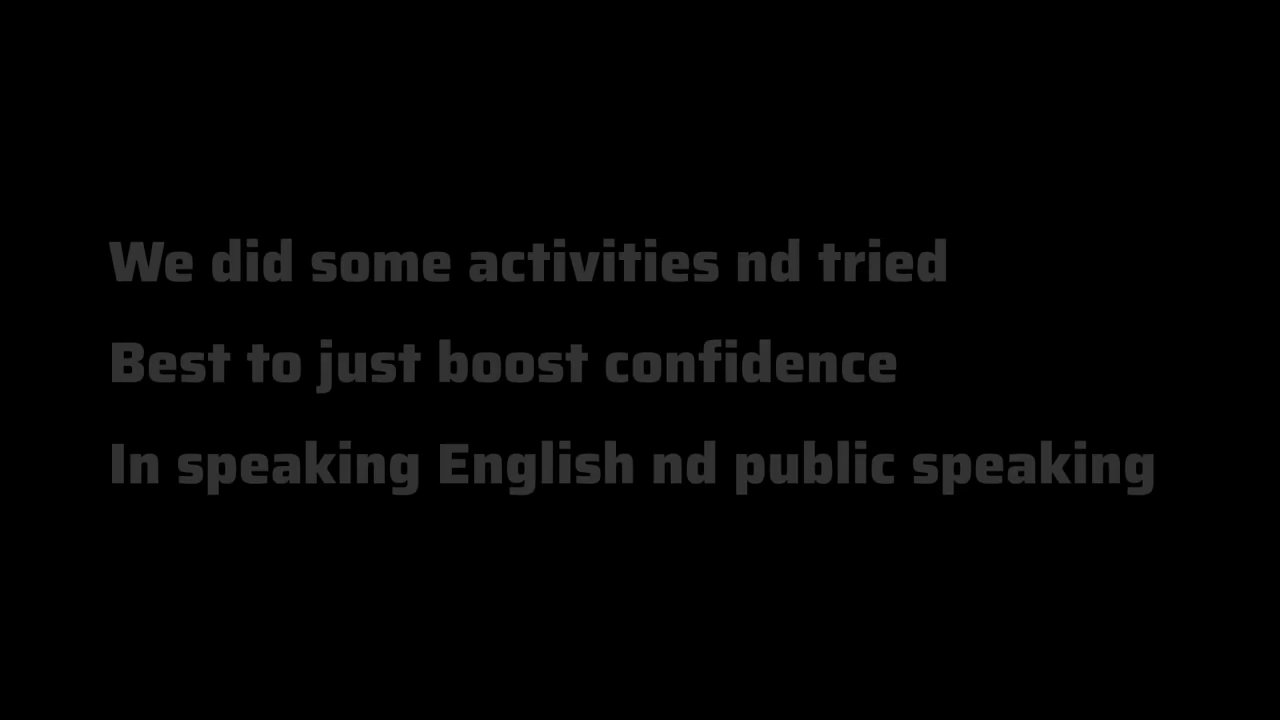 We did some activities nd tried
Best to just boost confidence
In speaking English nd public speaking